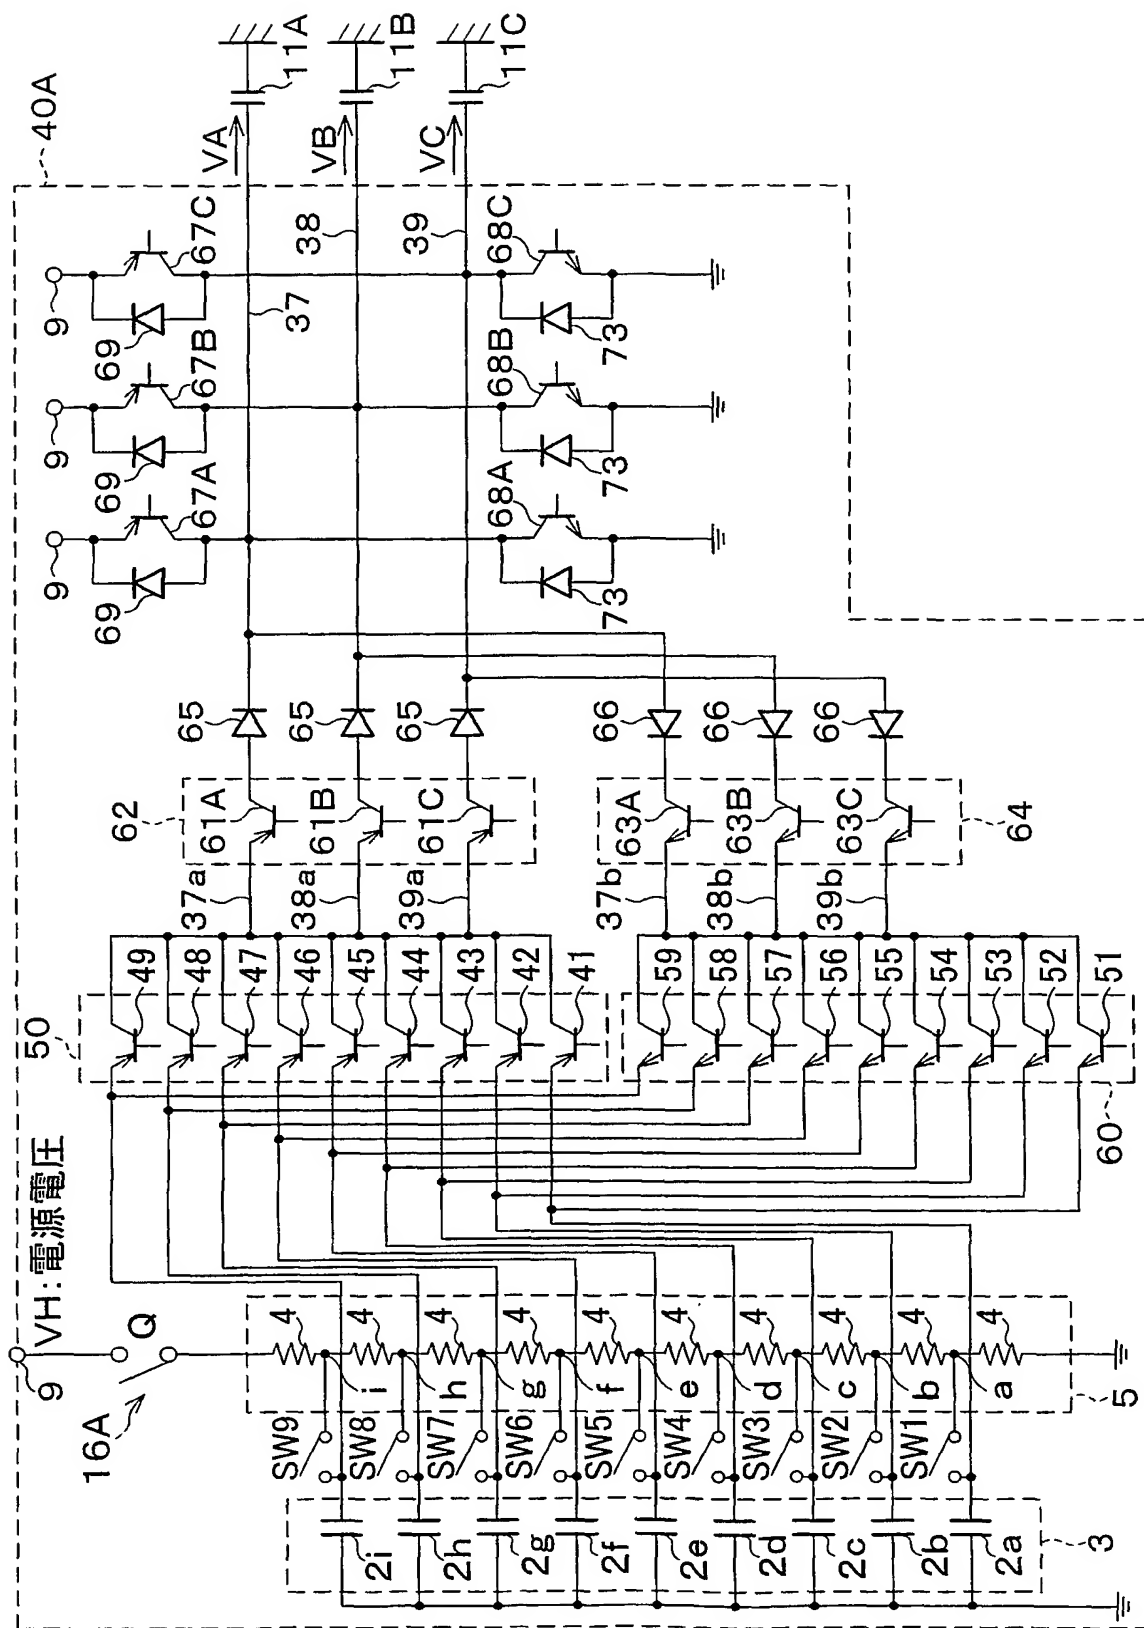 40A
VH:電源電圧
9
Q
16A
9
9
9
69
67A
69
67B
69
67C
37
38
39
VA
VB
VC
11A
11B
11C
68A
68B
68C
73
73
73
65
65
65
66
66
66
62
61A
61B
61C
64
63A
63B
63C
37a
38a
39a
37b
38b
39b
50
49
48
47
46
45
44
43
42
41
60
59
58
57
56
55
54
53
52
51
4
4
4
4
4
4
4
4
4
4
i
h
g
f
e
d
c
b
a
5
SW9
SW8
SW7
SW6
SW5
SW4
SW3
SW2
SW1
2i
2h
2g
2f
2e
2d
2c
2b
2a
3